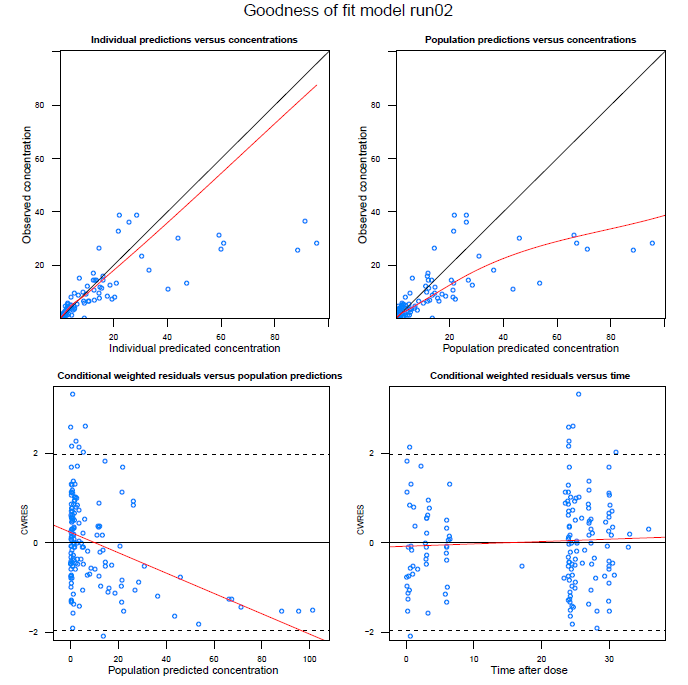 Goodness of fit model run02
Individual predictions versus concentrations
Observed concentration
80
60
40
20
20
40
60
80
Individual predicated concentration
Population predictions versus concentrations
Observed concentration
80
60
40
20
20
40
60
80
Population predicated concentration
Conditional weighted residuals versus population predictions
CWRES
2
0
−2
0
20
40
60
80
100
Population predicted concentration
Conditional weighted residuals versus time
CWRES
2
0
−2
0
10
20
30
Time after dose